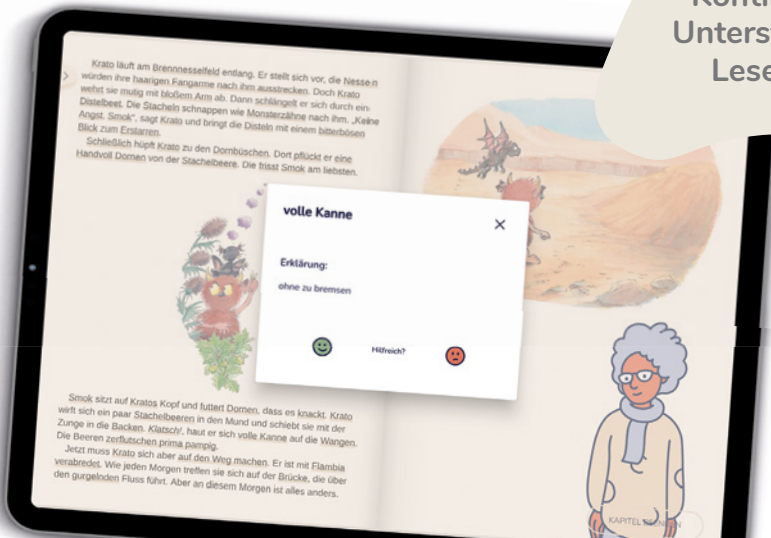 Unterst
Lese
Krato läuft am Brennnesselfeld entlang. Er stellt sich vor, die Nesseln
würden ihre haarigen Fangarme nach ihm ausstrecken. Doch Krato
wehrt sie mutig mit bloßem Arm ab. Dann schlängelt er sich durch ein
Distelbeet. Die Stacheln schnappen wie Monsterzähne nach ihm. „Keine
Angst, Smok“, sagt Krato und bringt die Disteln mit einem bitterbösen
Blick zum Erstarren.
Schließlich hüpft Krato zu den Dornbüschen. Dort pflückt er eine
Handvoll Dornen von der Stachelbeere. Die frisst Smok am liebsten.
volle Kanne
Erklärung:
ohne zu bremsen
Hilfreich?
Smok sitzt auf Kratos Kopf und futtert Dornen, dass es knackt. Krato
wirft sich ein paar Stachelbeeren in den Mund und schiebt sie mit der
Zunge in die Backen. Klatsch!, haut er sich volle Kanne auf die Wangen.
Die Beeren zerflutschen prima pampig.
Jetzt muss Krato sich aber auf den Weg machen. Er ist mit Flambia
verabredet. Wie jeden Morgen treffen sie sich auf der Brücke, die über
den gurgelnden Fluss führt. Aber an diesem Morgen ist alles anders.
KAPITEL